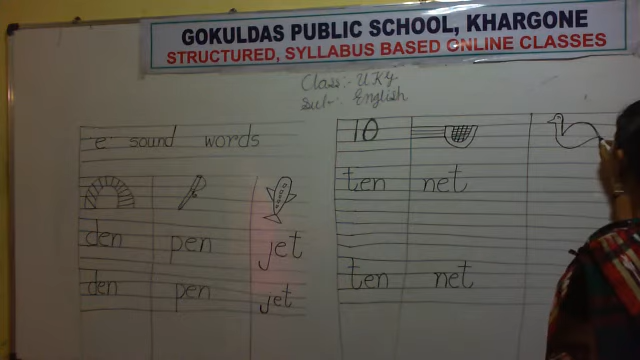 GOKULDAS PUBLIC SCHOOL, KHARGONE
STRUCTURED, SYLLABUS BASED ONLINE CLASSES
Class:- UKG
Sub:- English
e sound words
den pen jet
den pen jet
10
ten net
ten net